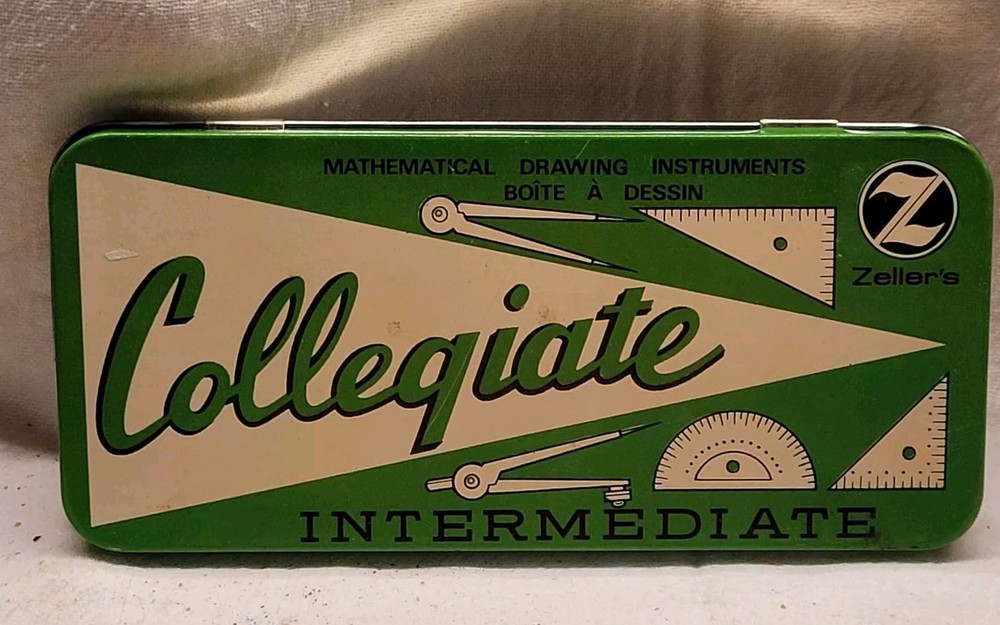 MATHEMATICAL DRAWING INSTRUMENTS
BOÎTE À DESSIN
Z
Zeller's
Collegiate
INTERMEDIATE